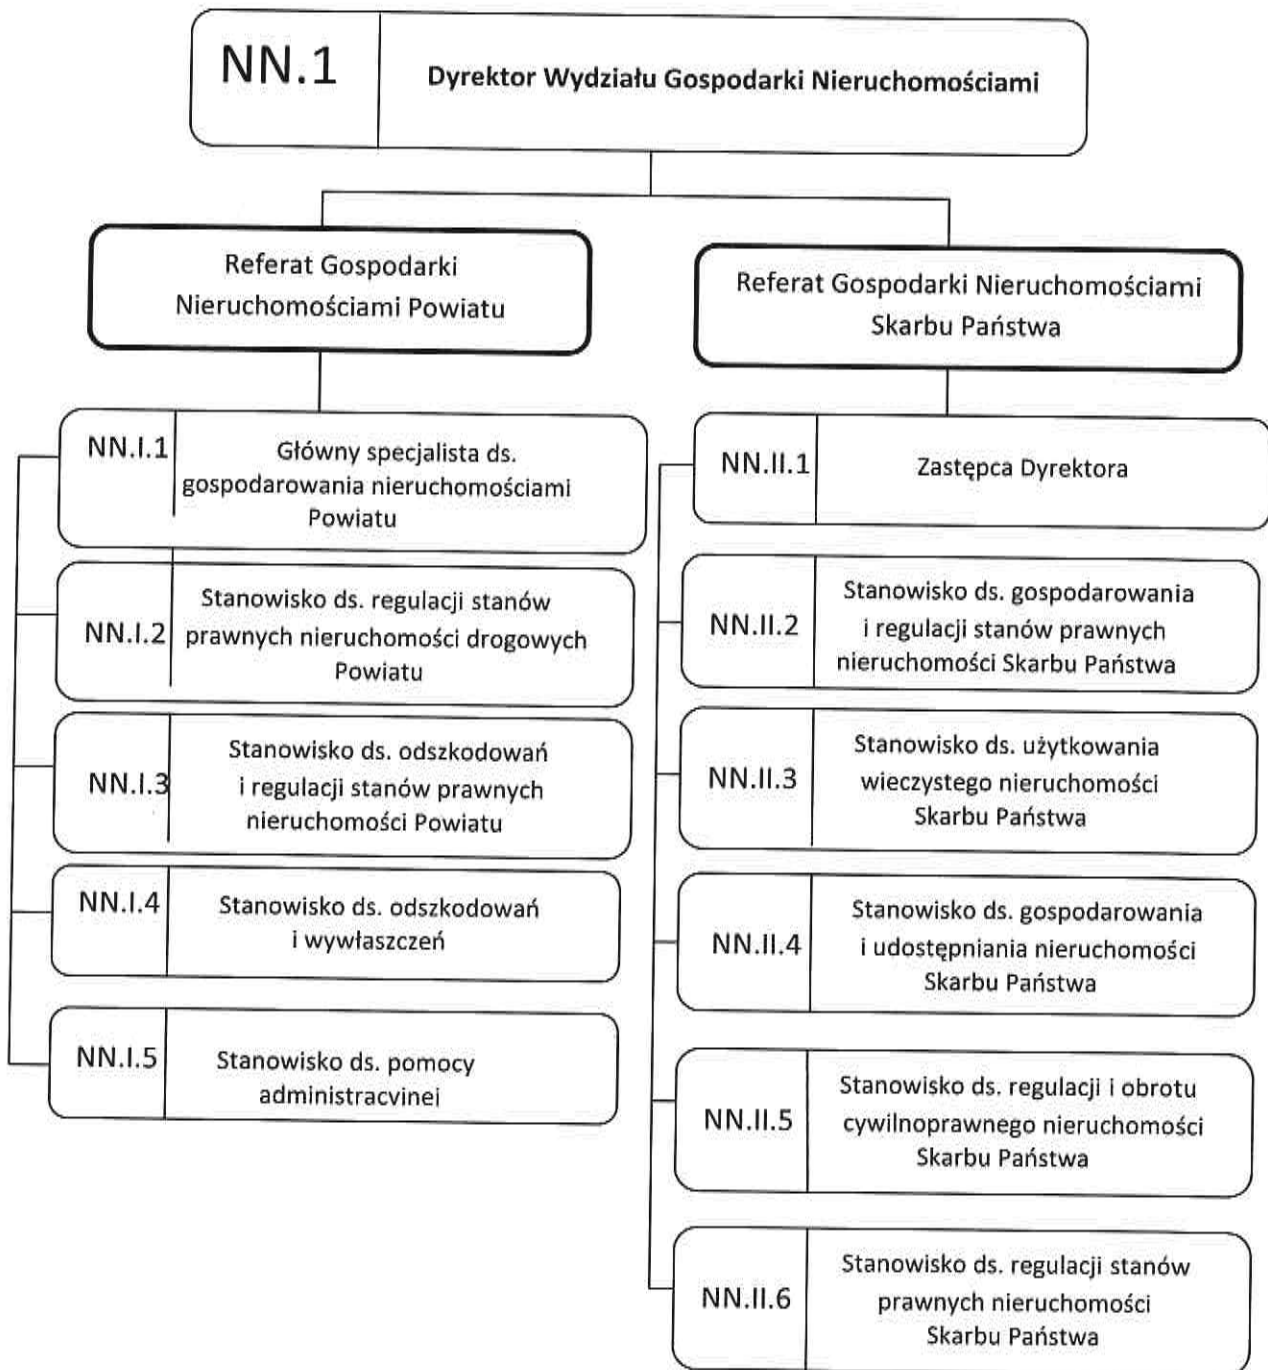 NN.1
Dyrektor Wydziału Gospodarki Nieruchomościami
Referat Gospodarki
Nieruchomościami Powiatu
NN.I.1
Główny specjalista ds.
gospodarowania nieruchomościami
Powiatu
NN.I.2
Stanowisko ds. regulacji stanów
prawnych nieruchomości drogowych
Powiatu
NN.I.3
Stanowisko ds. odszkodowań
i regulacji stanów prawnych
nieruchomości Powiatu
NN.I.4
Stanowisko ds. odszkodowań
i wywłaszczeń
NN.I.5
Stanowisko ds. pomocy
administracyjnej
Referat Gospodarki Nieruchomościami
Skarbu Państwa
NN.II.1
Zastępca Dyrektora
NN.II.2
Stanowisko ds. gospodarowania
i regulacji stanów prawnych
nieruchomości Skarbu Państwa
NN.II.3
Stanowisko ds. użytkowania
wieczystego nieruchomości
Skarbu Państwa
NN.II.4
Stanowisko ds. gospodarowania
i udostępniania nieruchomości
Skarbu Państwa
NN.II.5
Stanowisko ds. regulacji i obrotu
cywilnoprawnego nieruchomości
Skarbu Państwa
NN.II.6
Stanowisko ds. regulacji stanów
prawnych nieruchomości
Skarbu Państwa